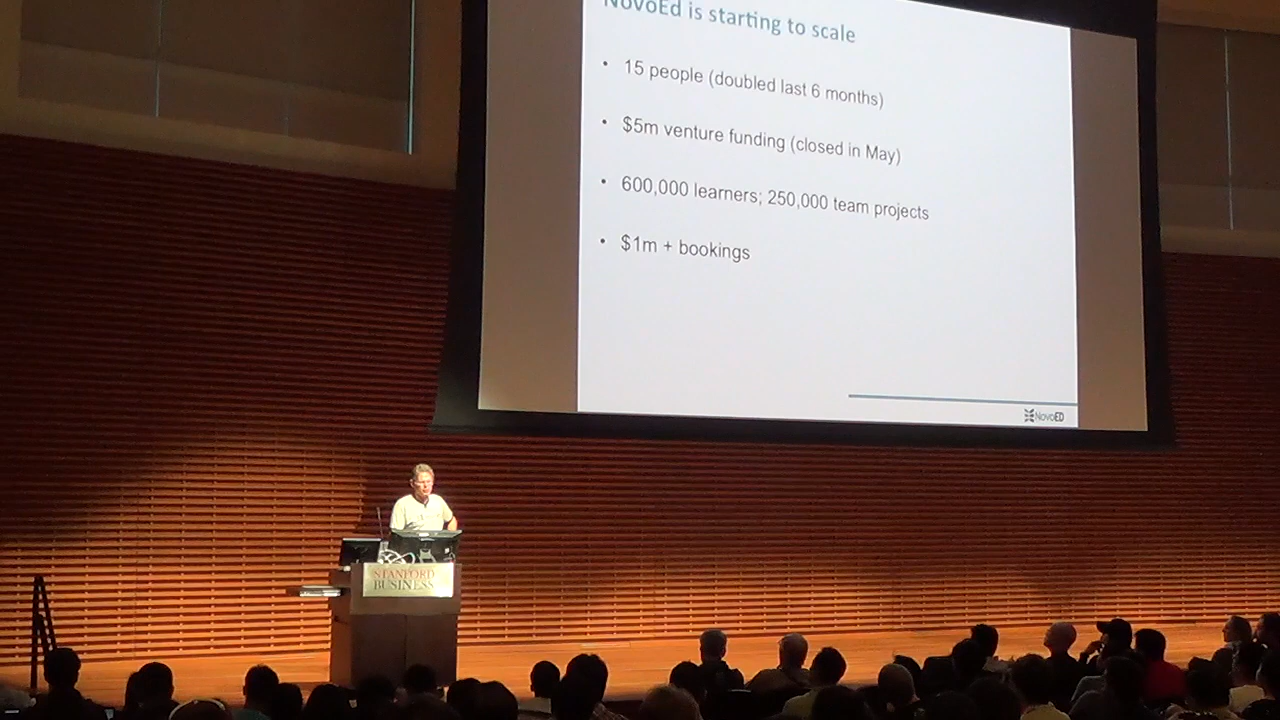 NovoEd is starting to scale
• 15 people (doubled last 6 months)
• $5m venture funding (closed in May)
• 600,000 learners; 250,000 team projects
• $1m + bookings
NovoED
STANFORD
BUSINESS